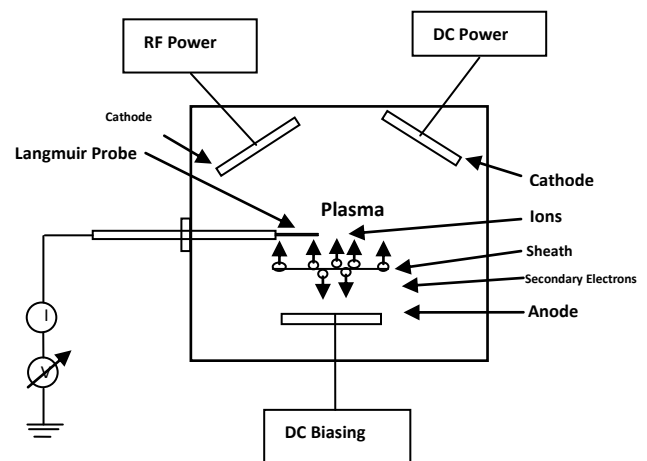 RF Power
DC Power
Cathode
Langmuir Probe
Cathode
Plasma
Ions
Sheath
Secondary Electrons
Anode
I
V
DC Biasing